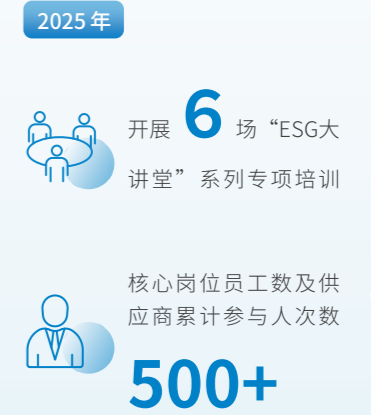 2025 年
开展 6 场“ESG大
讲堂”系列专项培训
核心岗位员工数及供
应商累计参与人次数
500+